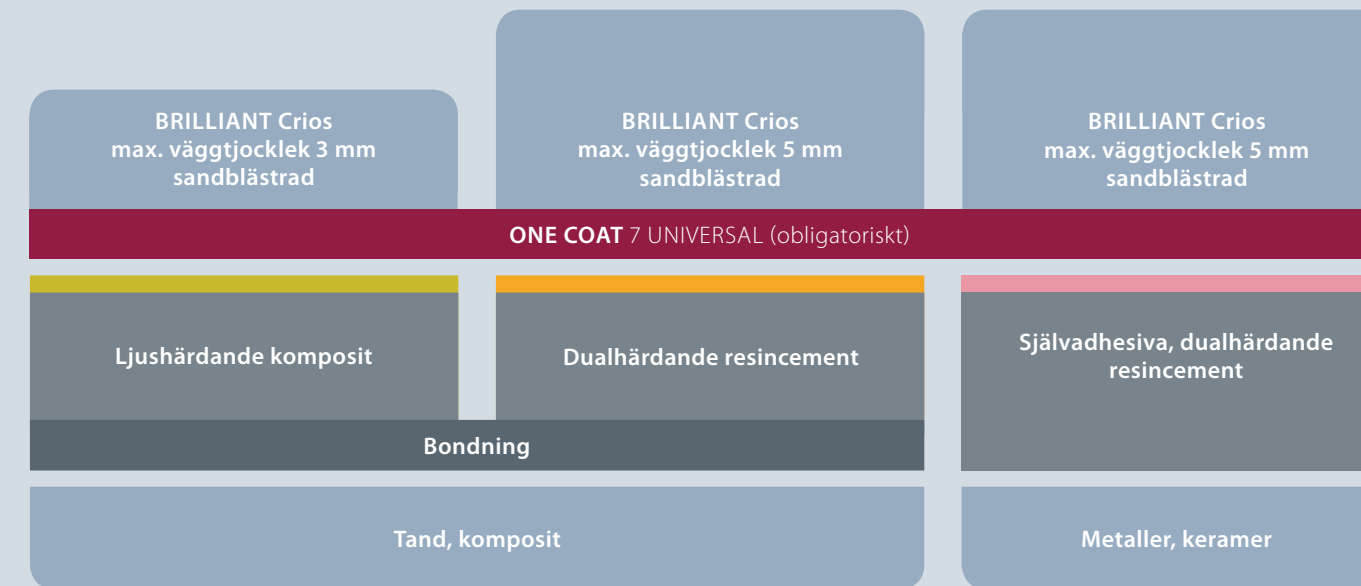 BRILLIANT Crios
max. väggtjocklek 3 mm
sandblästrad
BRILLIANT Crios
max. väggtjocklek 5 mm
sandblästrad
BRILLIANT Crios
max. väggtjocklek 5 mm
sandblästrad
ONE COAT 7 UNIVERSAL (obligatoriskt)
Ljushärdande komposit
Dualhärdande resincement
Självadhesiva, dualhärdande
resincement
Bondning
Tand, komposit
Metaller, keramer